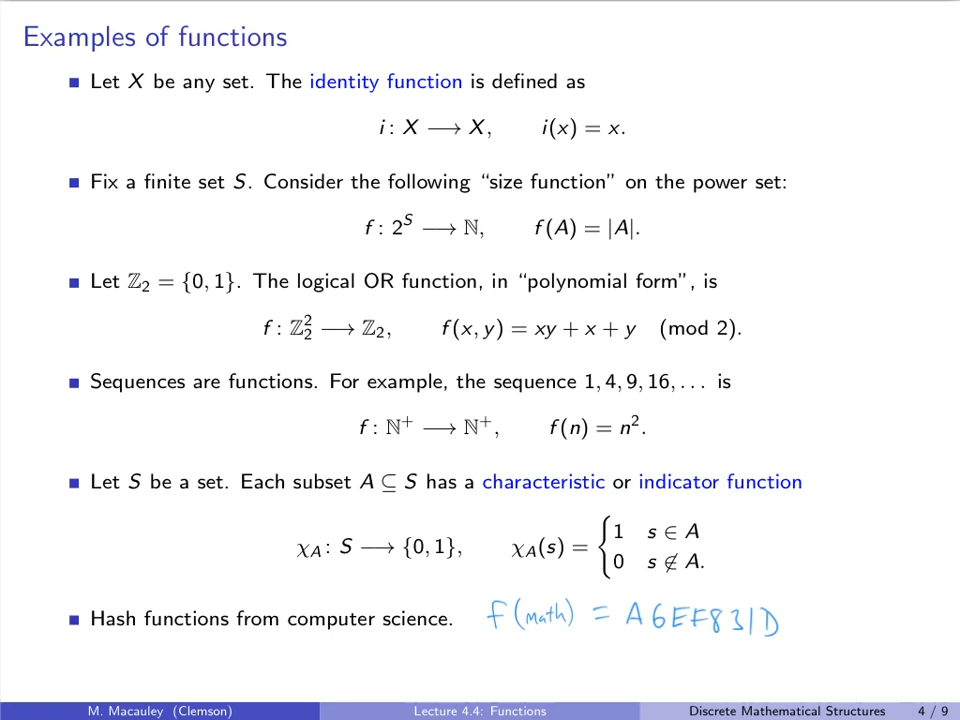 Examples of functions
Let X be any set. The identity function is defined as
i : X ⟶ X, i(x) = x.
Fix a finite set S. Consider the following “size function” on the power set:
f : 2^S ⟶ ℕ, f(A) = |A|.
Let ℤ₂ = {0, 1}. The logical OR function, in “polynomial form”, is
f : ℤ₂² ⟶ ℤ₂, f(x, y) = xy + x + y (mod 2).
Sequences are functions. For example, the sequence 1, 4, 9, 16, . . . is
f : ℕ⁺ ⟶ ℕ⁺, f(n) = n².
Let S be a set. Each subset A ⊆ S has a characteristic or indicator function
χ_A : S ⟶ {0, 1}, χ_A(s) = { 1 s ∈ A
0 s ∉ A.
Hash functions from computer science. f(math) = A6EF831D
M. Macauley (Clemson) Lecture 4.4: Functions Discrete Mathematical Structures 4 / 9